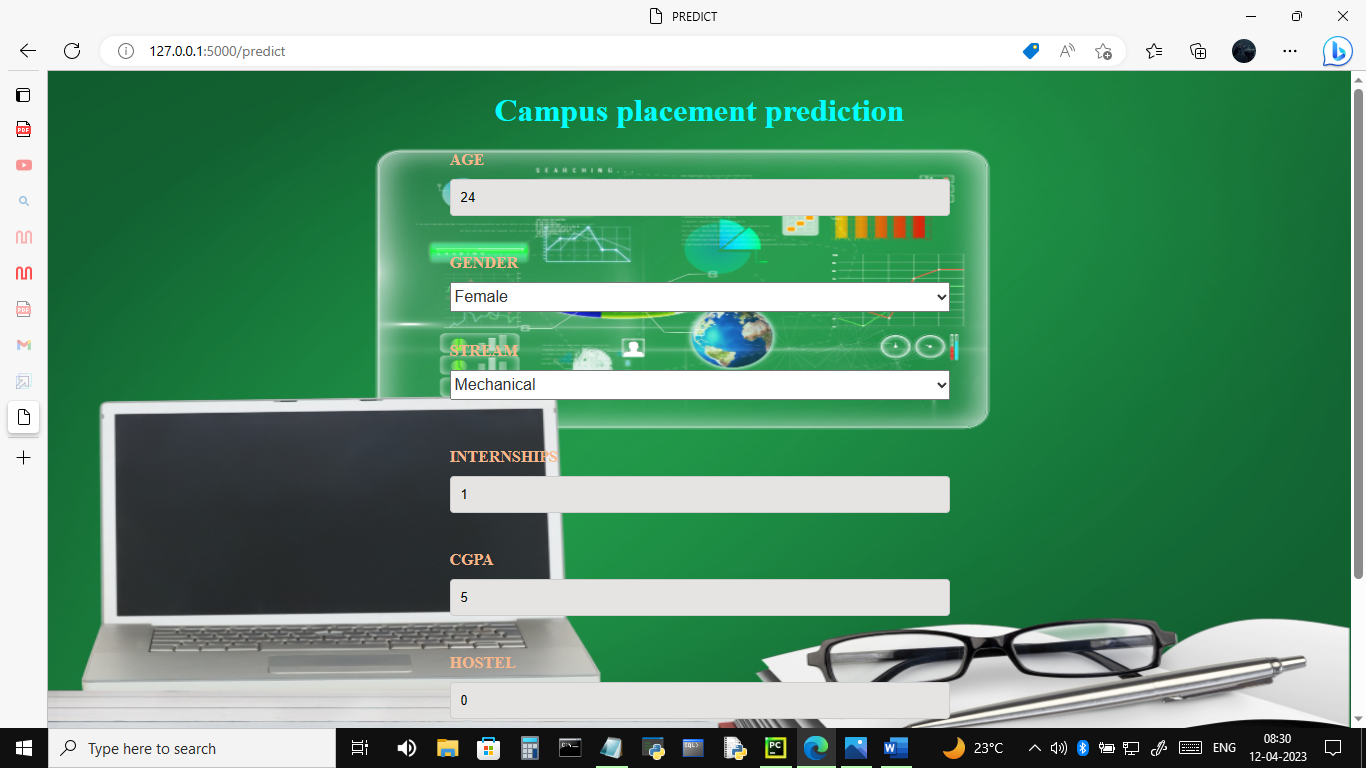 PREDICT
127.0.0.1:5000/predict
Campus placement prediction
AGE
SEARCHING...
24
GENDER
Female
STREAM
Mechanical
INTERNSHIPS
1
CGPA
5
HOSTEL
0
Type here to search
23°C
ENG
08:30
12-04-2023